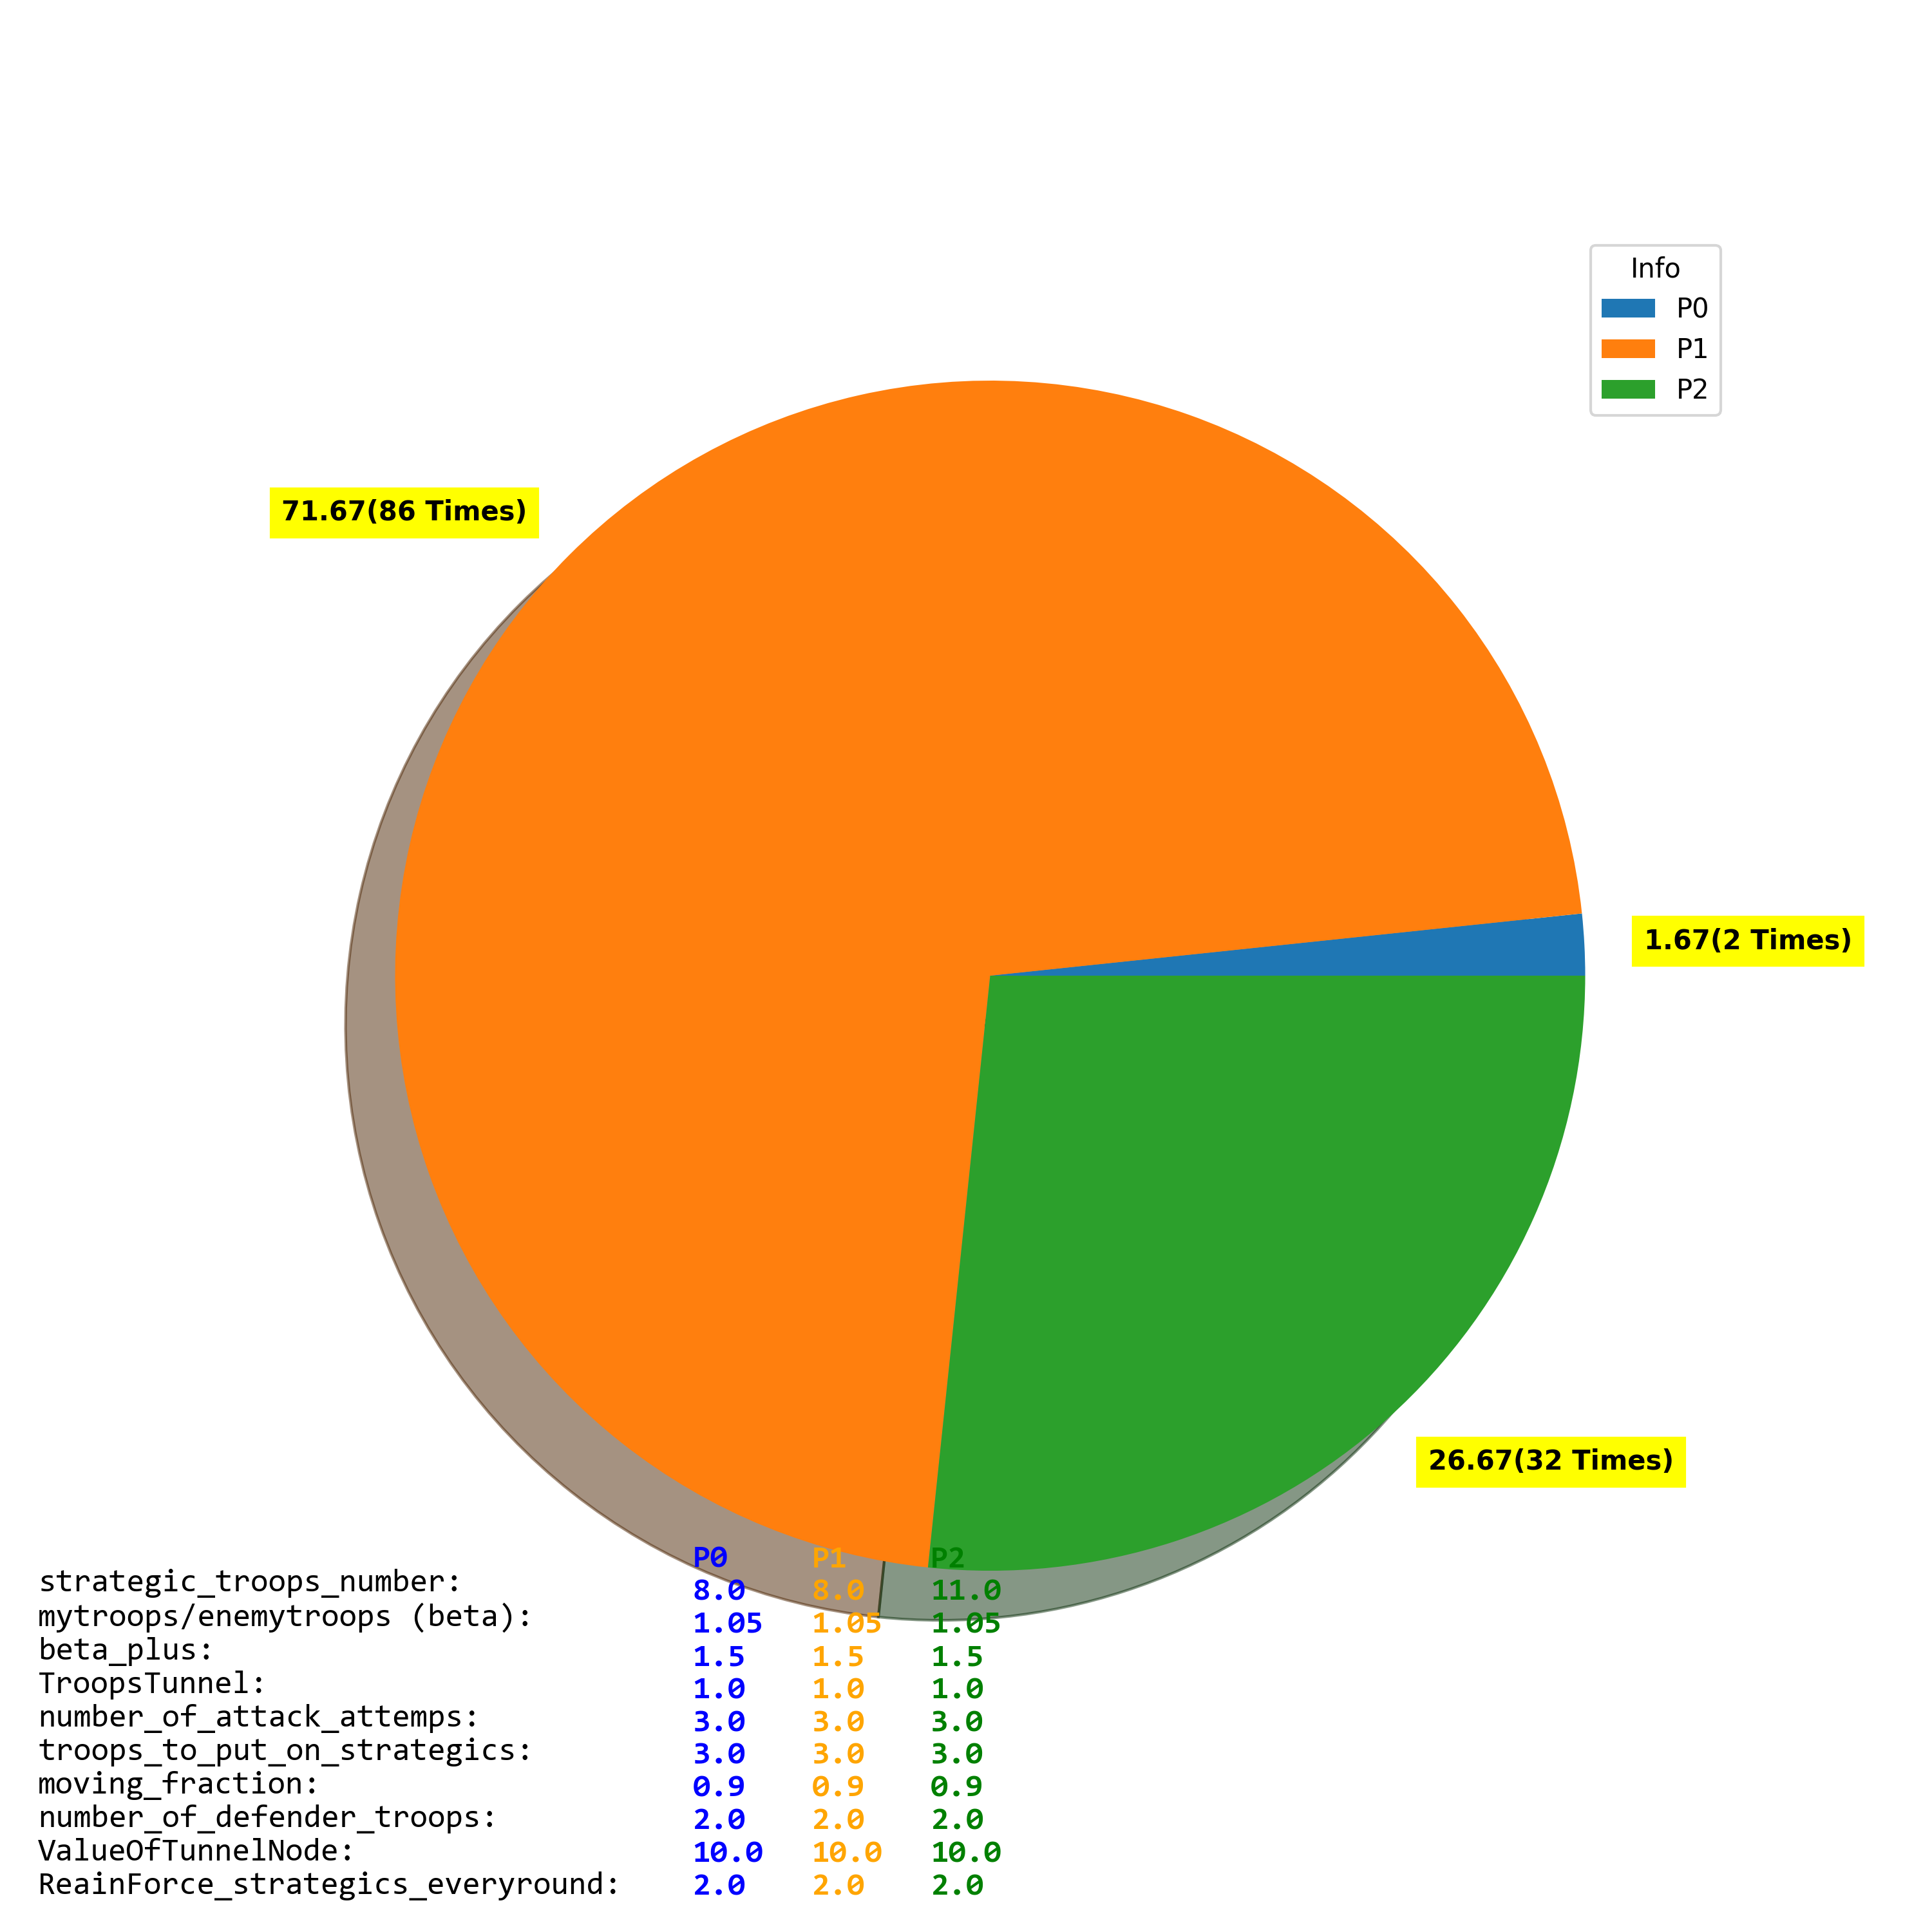 Info
P0
P1
P2
71.67(86 Times)
1.67(2 Times)
26.67(32 Times)
P0 P1 P2
strategic_troops_number: 8.0 8.0 11.0
mytroops/enemytroops (beta): 1.05 1.05 1.05
beta_plus: 1.5 1.5 1.5
TroopsTunnel: 1.0 1.0 1.0
number_of_attack_attemps: 3.0 3.0 3.0
troops_to_put_on_strategics: 3.0 3.0 3.0
moving_fraction: 0.9 0.9 0.9
number_of_defender_troops: 2.0 2.0 2.0
ValueOfTunnelNode: 10.0 10.0 10.0
ReainForce_strategics_everyround: 2.0 2.0 2.0